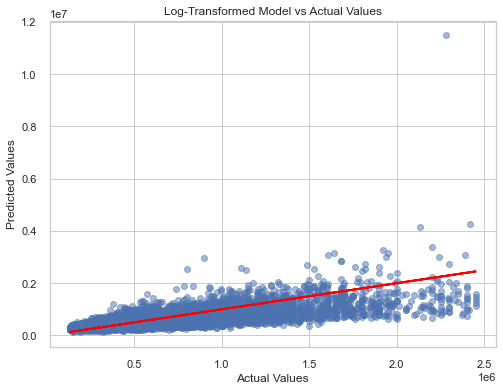 Log-Transformed Model vs Actual Values
1e7
1.2
1.0
0.8
0.6
0.4
0.2
0.0
Predicted Values
0.5
1.0
1.5
2.0
2.5
1e6
Actual Values